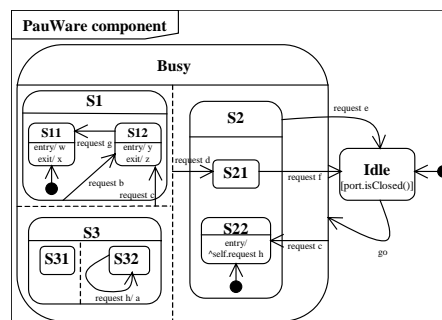 PauWare component
Busy
S1
S11
entry/ w
exit/ x
request g
S12
entry/ y
exit/ z
request b
request c
S2
request e
request d
S21
request f
Idle
[port.isClosed()]
S3
S31
S32
request h/ a
S22
entry/
^self.request h
request c
go